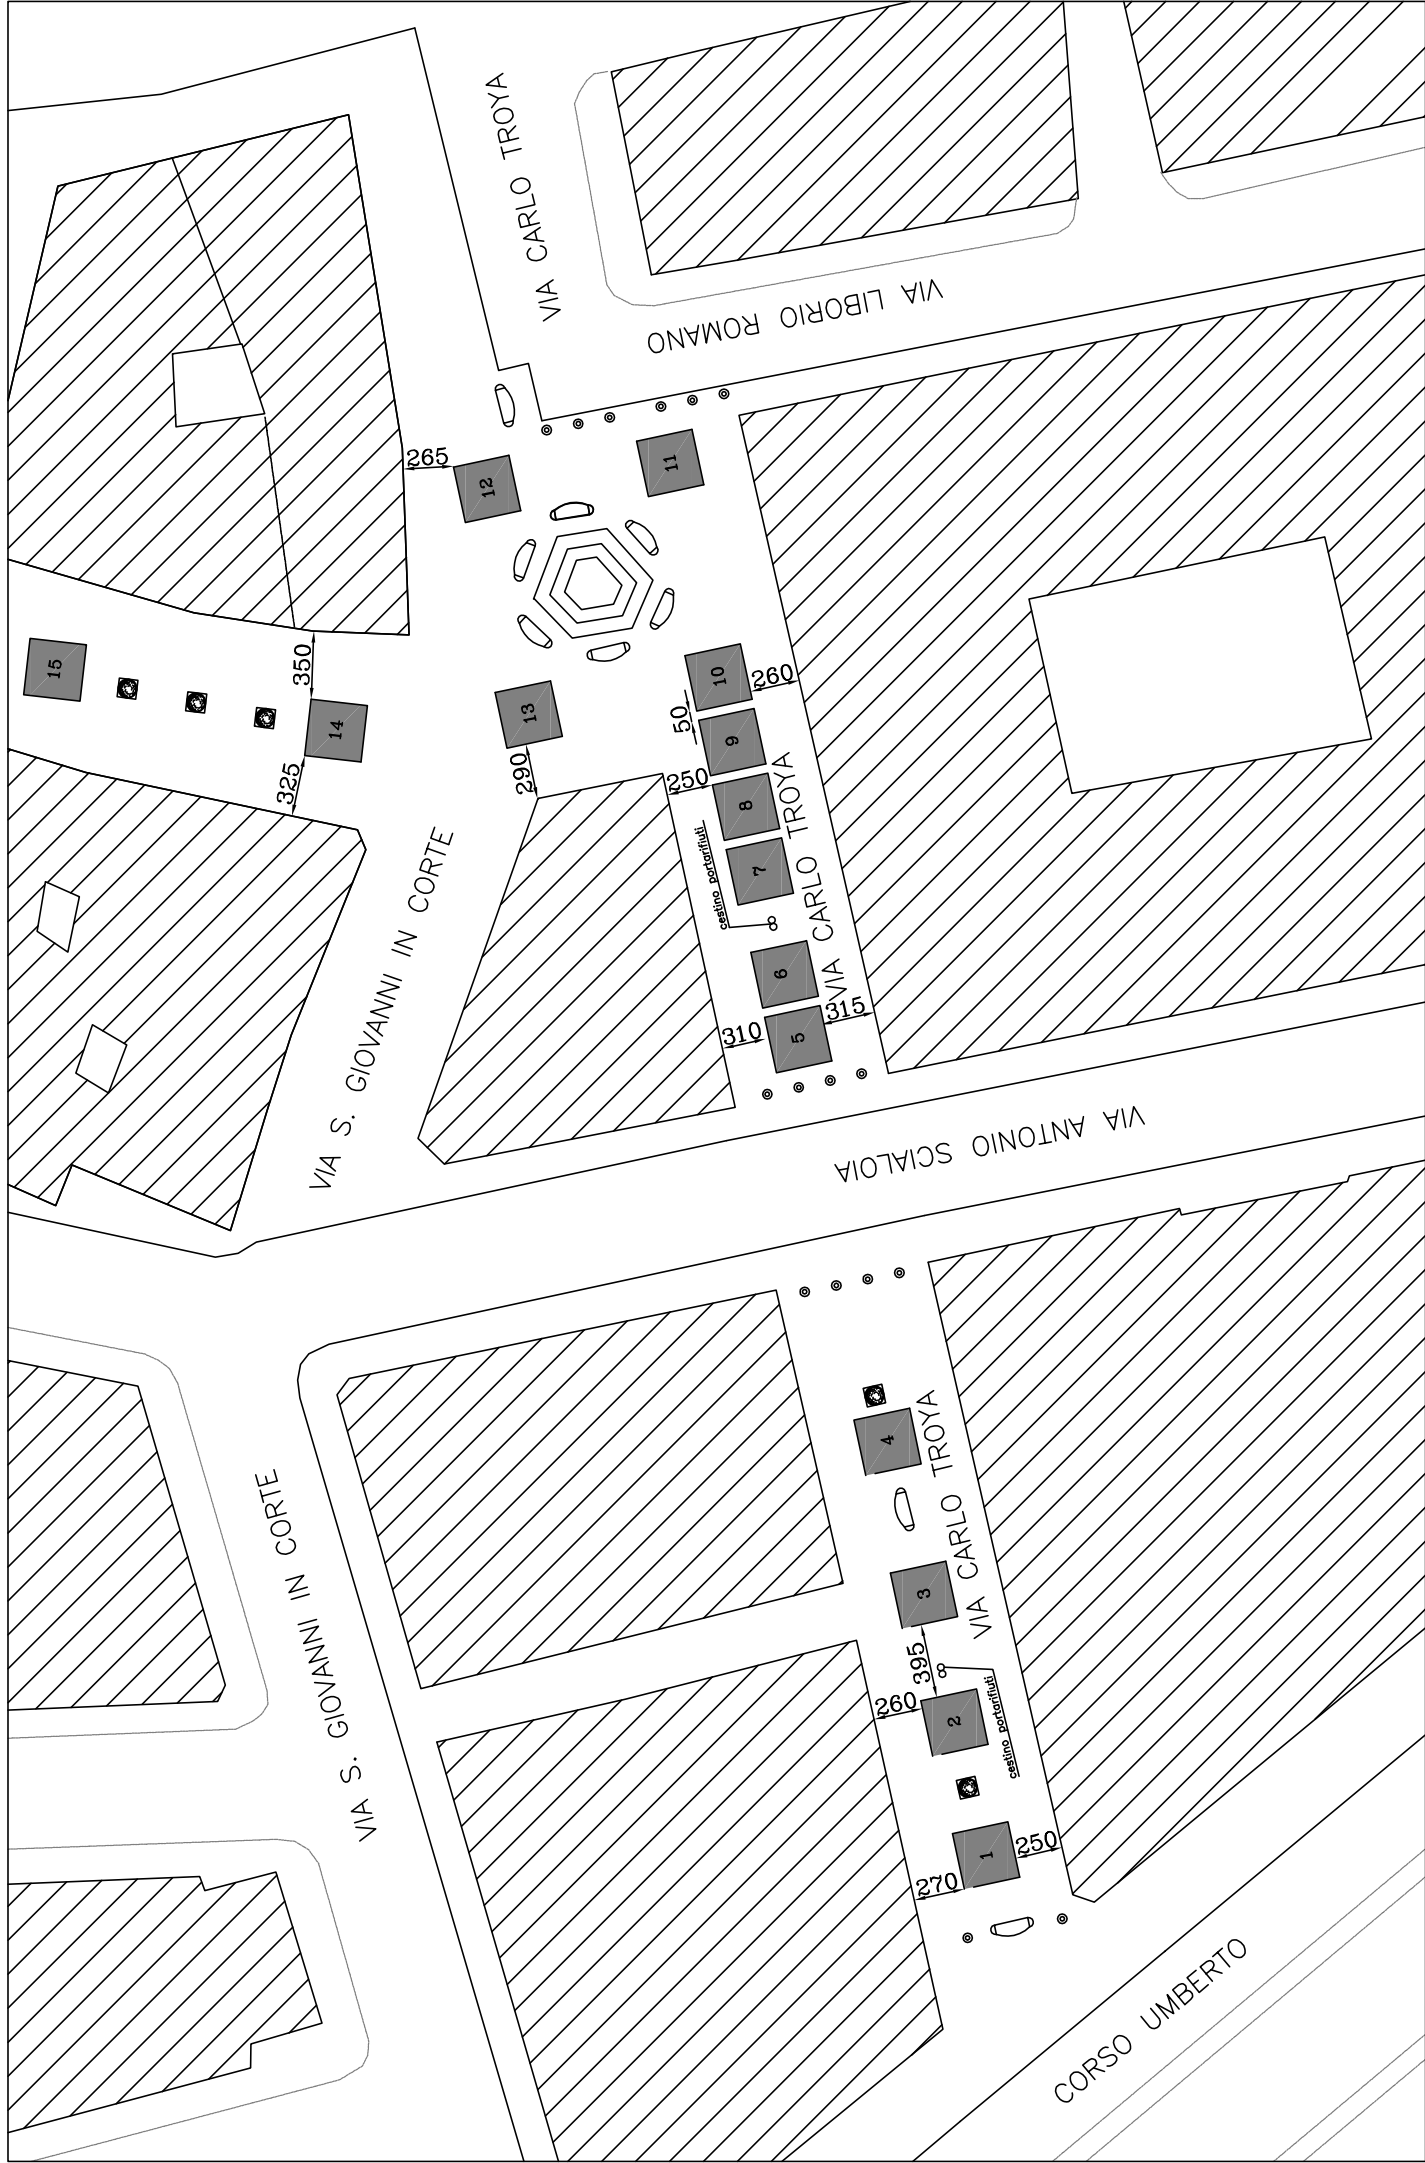 VIA CARLO TROYA
VIA LIBORIO ROMANO
265
12
11
15
350
14
325
13
290
10
260
50
9
250
8
7
cestino portarifiuti
VIA CARLO TROYA
6
310
5
315
VIA S. GIOVANNI IN CORTE
VIA ANTONIO SCIALOIA
4
VIA CARLO TROYA
3
395
260
2
cestino portarifiuti
1
250
270
VIA S. GIOVANNI IN CORTE
CORSO UMBERTO